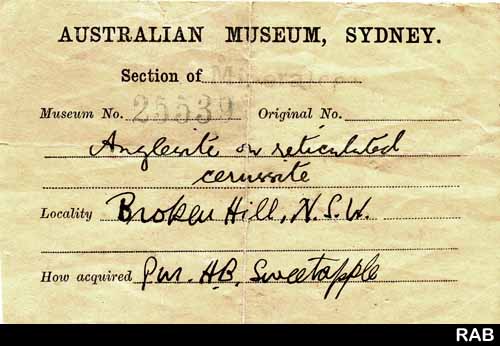 AUSTRALIAN MUSEUM, SYDNEY.
Section of Mineralogy
Museum No. 25539 Original No.
Anglesite on reticulated
cerussite
Locality Broken Hill, N.S.W.
How acquired Pur. H.B. Sweetapple
RAB